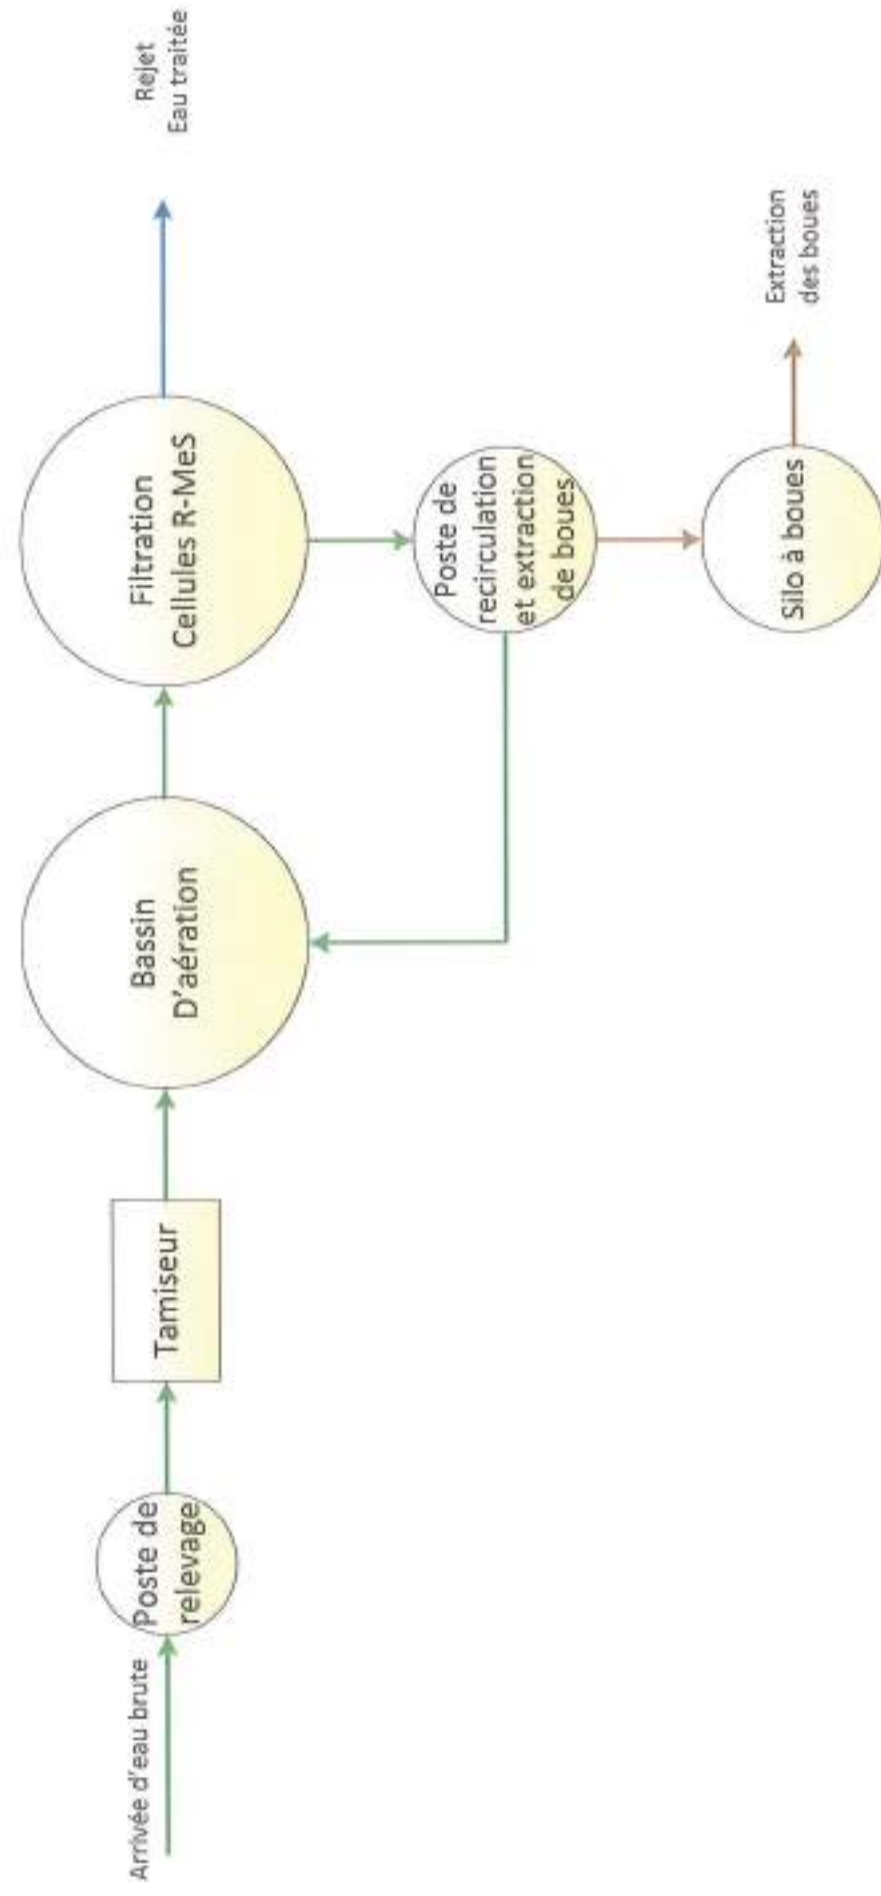 Arrivée d'eau brute
Poste de
relevage
Tamiseur
Bassin
D'aération
Filtration
Cellules R-MeS
Rejet
Eau traitée
Poste de
recirculation
et extraction
de boues
Silo à boues
Extraction
des boues